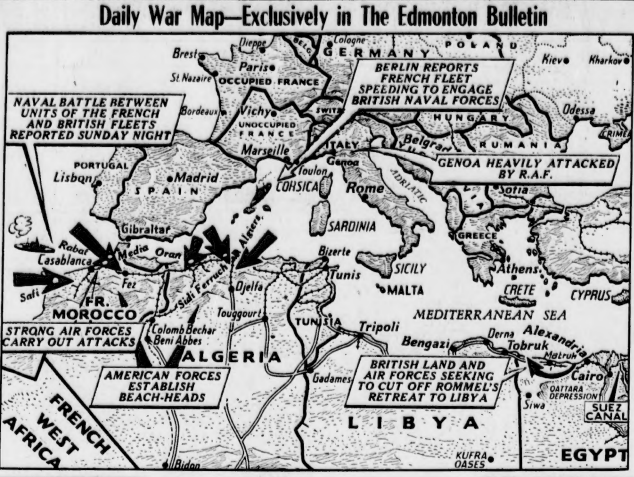 Daily War Map—Exclusively in The Edmonton Bulletin
Dieppe
BELG.
Cologne
GERMANY
POLAND
Kiev
Kharkov
Brest
Paris
St. Nazaire
OCCUPIED FRANCE
BERLIN REPORTS
FRENCH FLEET
SPEEDING TO ENGAGE
BRITISH NAVAL FORCES
NAVAL BATTLE BETWEEN
UNITS OF THE FRENCH
AND BRITISH FLEETS
REPORTED SUNDAY NIGHT
Bordeaux
Vichy
UNOCCUPIED
FRANCE
SWITZ
HUNGARY
Odessa
CRIMEA
Marseille
Toulon
ITALY
Genoa
Belgrade
RUMANIA
GENOA HEAVILY ATTACKED
BY R.A.F.
PORTUGAL
Lisbon
Madrid
SPAIN
CORSICA
Rome
ADRIATIC
Sofia
SARDINIA
GREECE
Gibraltar
Algiers
Rabat
Casablanca
Media
Oran
Bizerte
Tunis
SICILY
MALTA
Athens
CRETE
CYPRUS
Safi
Fez
Sidi Ferruch
Djelfa
FR.
MOROCCO
Touggourt
TUNISIA
MEDITERRANEAN SEA
STRONG AIR FORCES
CARRY OUT ATTACKS
Colomb Bechar
Beni Abbes
ALGERIA
Tripoli
Bengazi
Derna
Tobruk
Alexandria
Matruh
Cairo
AMERICAN FORCES
ESTABLISH
BEACH-HEADS
Gadames
BRITISH LAND AND
AIR FORCES SEEKING
TO CUT OFF ROMMEL'S
RETREAT TO LIBYA
QATTARA
DEPRESSION
Siwa
SUEZ
CANAL
FRENCH
WEST
AFRICA
LIBYA
KUFRA
OASES
EGYPT
Bidon